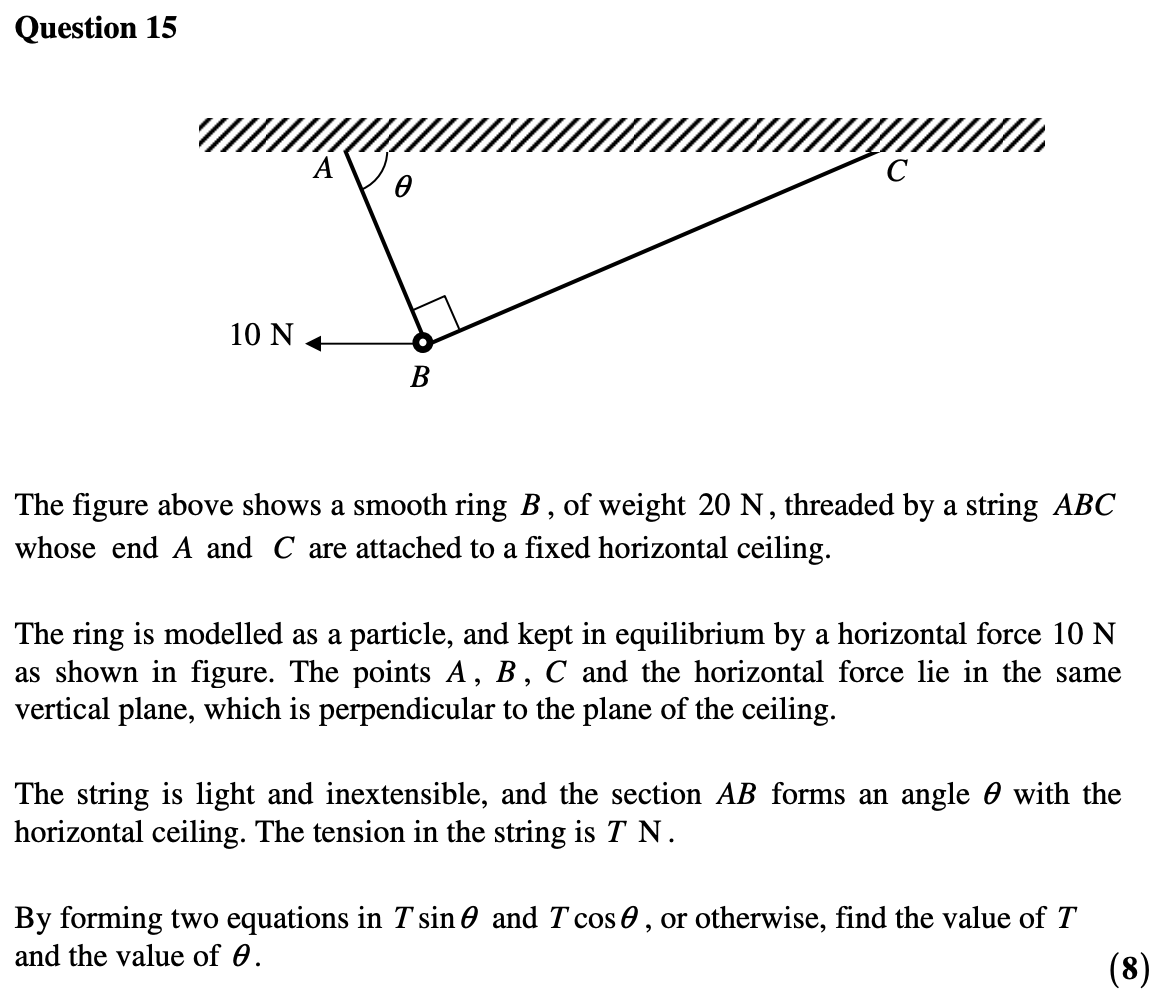 Question 15
A
θ
C
10 N
B
The figure above shows a smooth ring B, of weight 20 N, threaded by a string ABC
whose end A and C are attached to a fixed horizontal ceiling.
The ring is modelled as a particle, and kept in equilibrium by a horizontal force 10 N
as shown in figure. The points A, B, C and the horizontal force lie in the same
vertical plane, which is perpendicular to the plane of the ceiling.
The string is light and inextensible, and the section AB forms an angle θ with the
horizontal ceiling. The tension in the string is T N.
By forming two equations in T sin θ and T cos θ, or otherwise, find the value of T
and the value of θ.
(8)